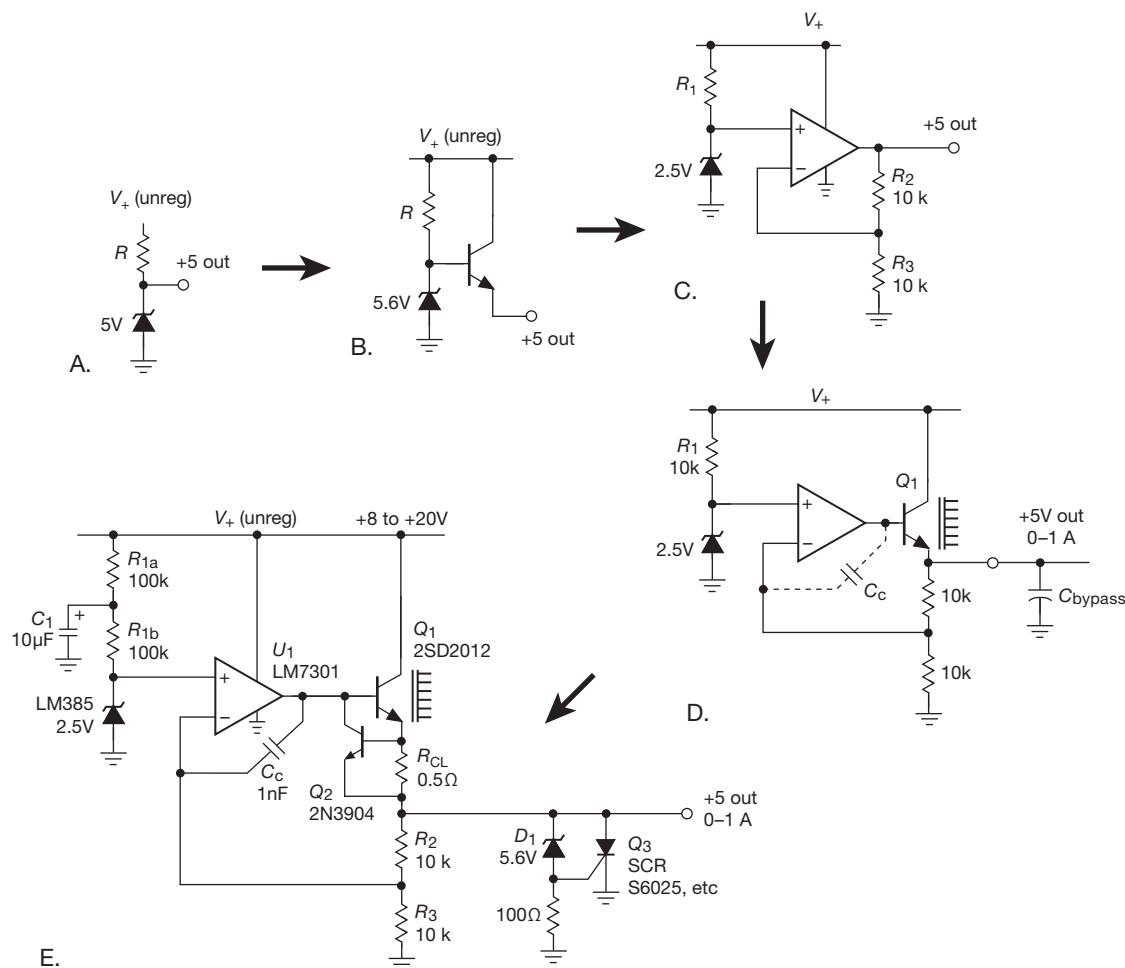 V+ (unreg)
R
+5 out
5V
A.
V+ (unreg)
R
5.6V
+5 out
B.
V+
R1
+
−
+5 out
2.5V
R2
10 k
R3
10 k
C.
V+
R1
10k
Q1
+
−
+5V out
0–1 A
2.5V
Cc
10k
Cbypass
10k
D.
V+ (unreg)
+8 to +20V
R1a
100k
C1
+
10µF
R1b
100k
U1
LM7301
Q1
2SD2012
+
−
LM385
2.5V
Cc
1nF
RCL
0.5Ω
Q2
2N3904
+5 out
0–1 A
R2
10 k
D1
5.6V
Q3
SCR
S6025, etc
100Ω
R3
10 k
E.